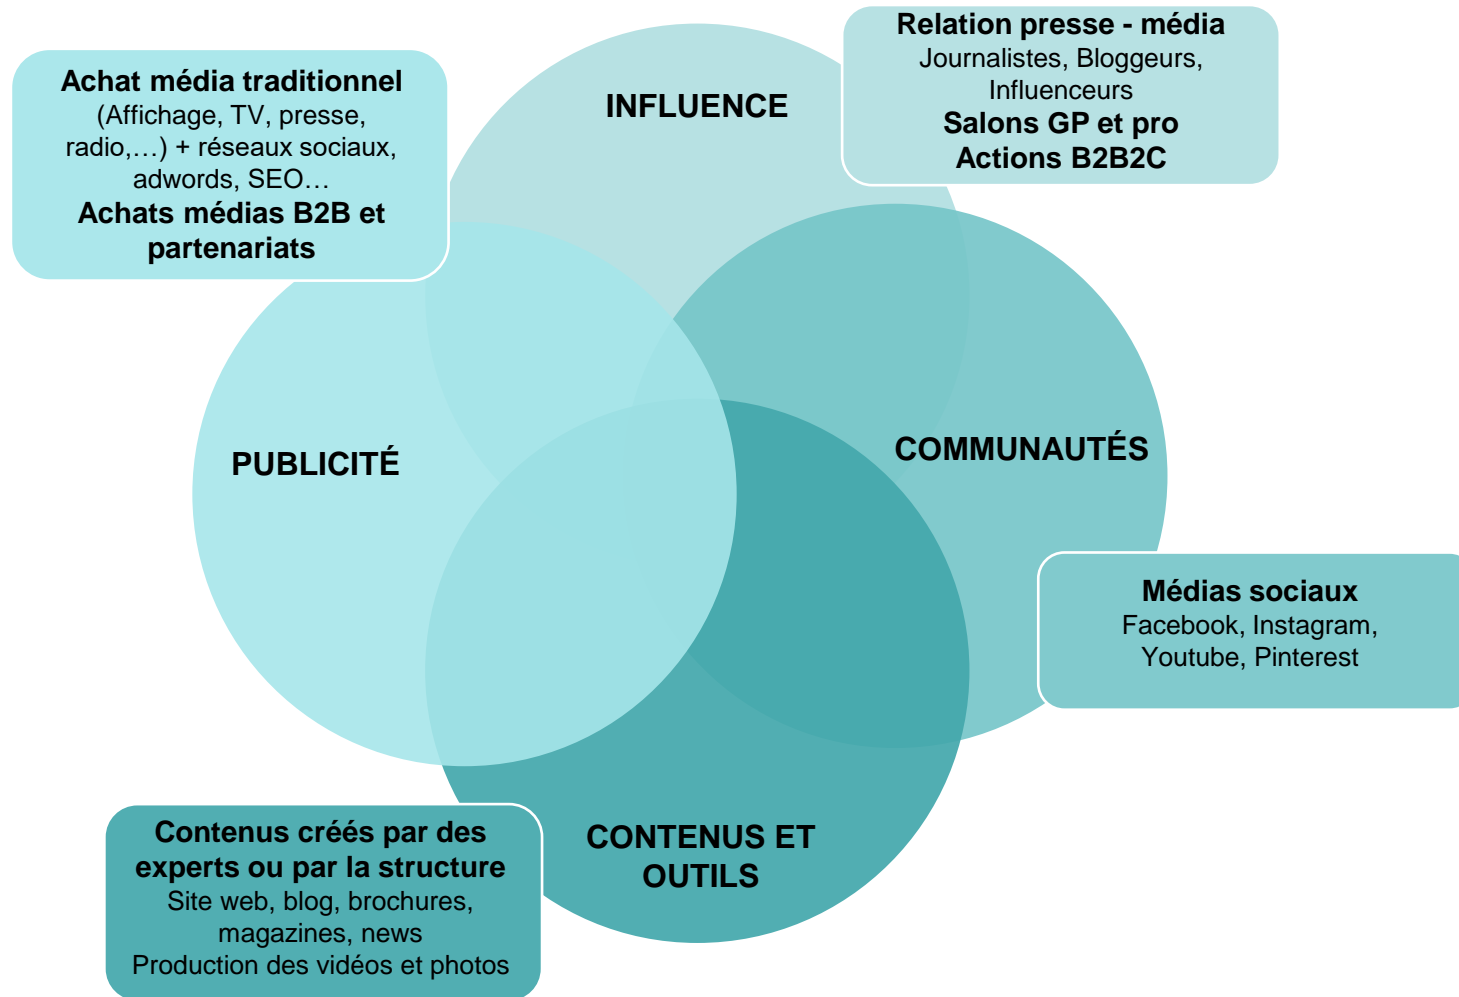 Relation presse - média
Journalistes, Bloggeurs,
Influenceurs
Salons GP et pro
Actions B2B2C
Achat média traditionnel
(Affichage, TV, presse,
radio,…) + réseaux sociaux,
adwords, SEO…
Achats médias B2B et
partenariats
INFLUENCE
PUBLICITÉ
COMMUNAUTÉS
Médias sociaux
Facebook, Instagram,
Youtube, Pinterest
CONTENUS ET
OUTILS
Contenus créés par des
experts ou par la structure
Site web, blog, brochures,
magazines, news
Production des vidéos et photos